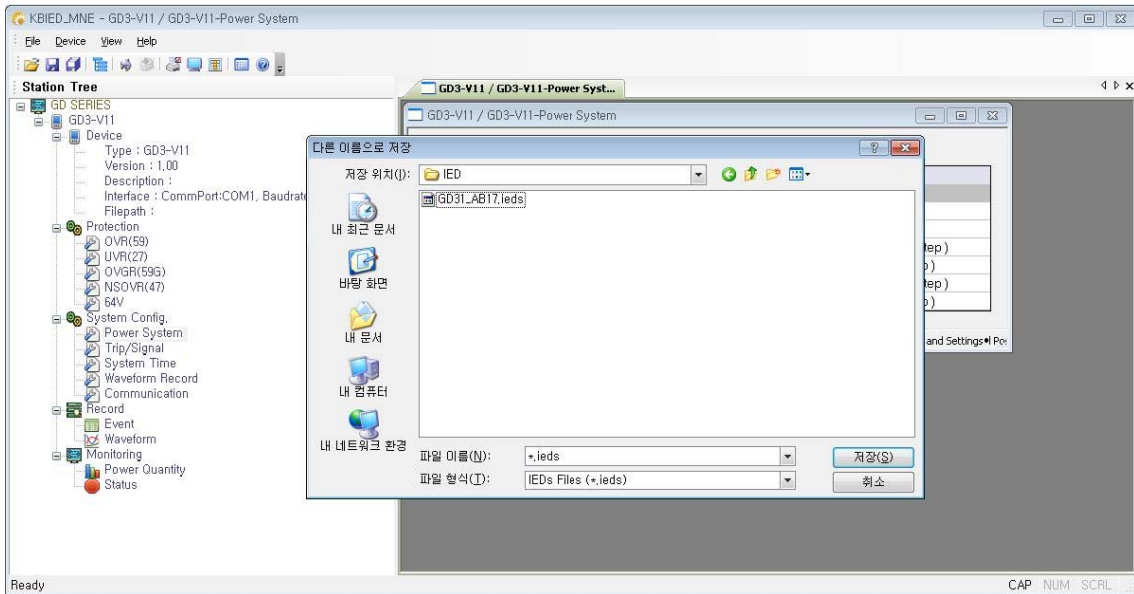 KBIED_MNE - GD3-V11 / GD3-V11-Power System
File Device View Help
Station Tree
GD3-V11 / GD3-V11-Power Syst...
GD SERIES
GD3-V11
Device
Type : GD3-V11
Version : 1,00
Description :
Interface : CommPort:COM1, Baudrate
Filepath :
Protection
OVR(59)
UVR(27)
OVGR(59G)
NSOVR(47)
64V
System Config,
Power System
Trip/Signal
System Time
Waveform Record
Communication
Record
Event
Waveform
Monitoring
Power Quantity
Status
GD3-V11 / GD3-V11-Power System
다른 이름으로 저장
저장 위치(I): IED
GD31_AB17,ieds
내 최근 문서
바탕 화면
내 문서
내 컴퓨터
내 네트워크 환경
파일 이름(N): *,ieds 저장(S)
파일 형식(T): IEDs Files (*,ieds) 취소
tep )
)
tep )
)
and Settings
Ready CAP NUM SCRL